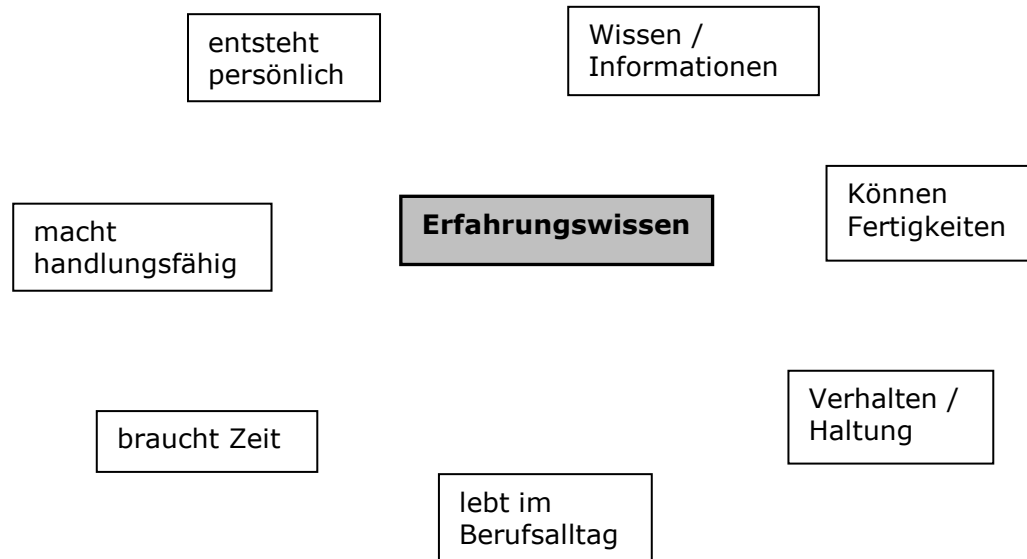 entsteht
persönlich
Wissen /
Informationen
macht
handlungsfähig
Erfahrungswissen
Können
Fertigkeiten
braucht Zeit
Verhalten /
Haltung
lebt im
Berufsalltag